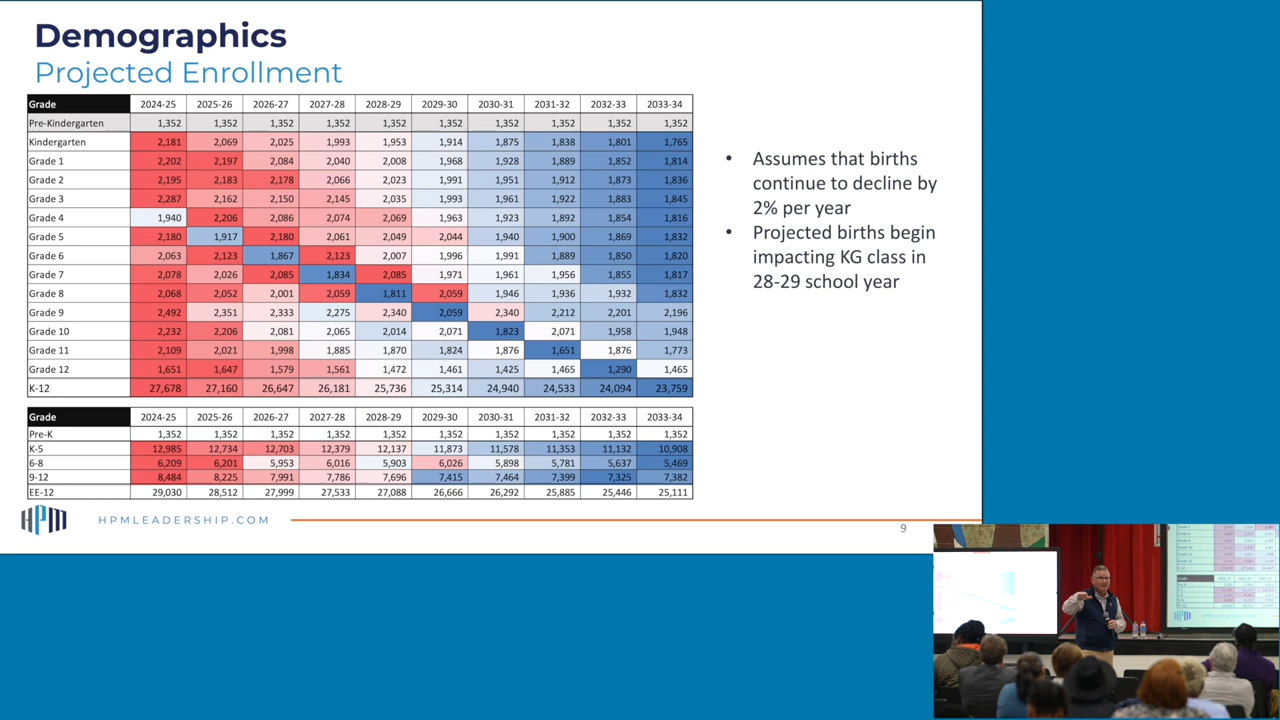 Demographics
Projected Enrollment
Grade 2024-25 2025-26 2026-27 2027-28 2028-29 2029-30 2030-31 2031-32 2032-33 2033-34
Pre-Kindergarten 1,352 1,352 1,352 1,352 1,352 1,352 1,352 1,352 1,352 1,352
Kindergarten 2,181 2,069 2,025 1,993 1,953 1,914 1,875 1,838 1,801 1,765
Grade 1 2,202 2,197 2,084 2,040 2,008 1,968 1,928 1,889 1,852 1,814
Grade 2 2,195 2,183 2,178 2,066 2,023 1,991 1,951 1,912 1,873 1,836
Grade 3 2,287 2,162 2,150 2,145 2,035 1,993 1,961 1,922 1,883 1,845
Grade 4 1,940 2,206 2,086 2,074 2,069 1,963 1,923 1,892 1,854 1,816
Grade 5 2,180 1,917 2,180 2,061 2,049 2,044 1,940 1,900 1,869 1,832
Grade 6 2,063 2,123 1,867 2,123 2,007 1,996 1,991 1,889 1,850 1,820
Grade 7 2,078 2,026 2,085 1,834 2,085 1,971 1,961 1,956 1,855 1,817
Grade 8 2,068 2,052 2,001 2,059 1,811 2,059 1,946 1,936 1,932 1,832
Grade 9 2,492 2,351 2,333 2,275 2,340 2,059 2,340 2,212 2,201 2,196
Grade 10 2,232 2,206 2,081 2,065 2,014 2,071 1,823 2,071 1,958 1,948
Grade 11 2,109 2,021 1,998 1,885 1,870 1,824 1,876 1,651 1,876 1,773
Grade 12 1,651 1,647 1,579 1,561 1,472 1,461 1,425 1,465 1,290 1,465
K-12 27,678 27,160 26,647 26,181 25,736 25,314 24,940 24,533 24,094 23,759
Grade 2024-25 2025-26 2026-27 2027-28 2028-29 2029-30 2030-31 2031-32 2032-33 2033-34
Pre-K 1,352 1,352 1,352 1,352 1,352 1,352 1,352 1,352 1,352 1,352
K-5 12,985 12,734 12,703 12,379 12,137 11,873 11,578 11,353 11,132 10,908
6-8 6,209 6,201 5,953 6,016 5,903 6,026 5,898 5,781 5,637 5,469
9-12 8,484 8,225 7,991 7,786 7,696 7,415 7,464 7,399 7,325 7,382
EE-12 29,030 28,512 27,999 27,533 27,088 26,666 26,292 25,885 25,446 25,111
• Assumes that births
continue to decline by
2% per year
• Projected births begin
impacting KG class in
28-29 school year
HPM
HPMLEADERSHIP.COM
9